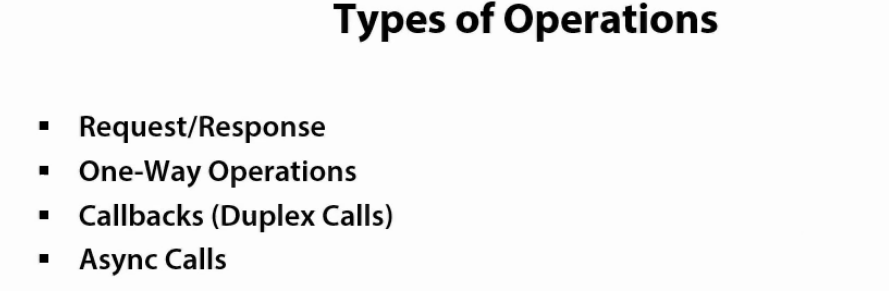 Types of Operations
▪ Request/Response
▪ One-Way Operations
▪ Callbacks (Duplex Calls)
▪ Async Calls